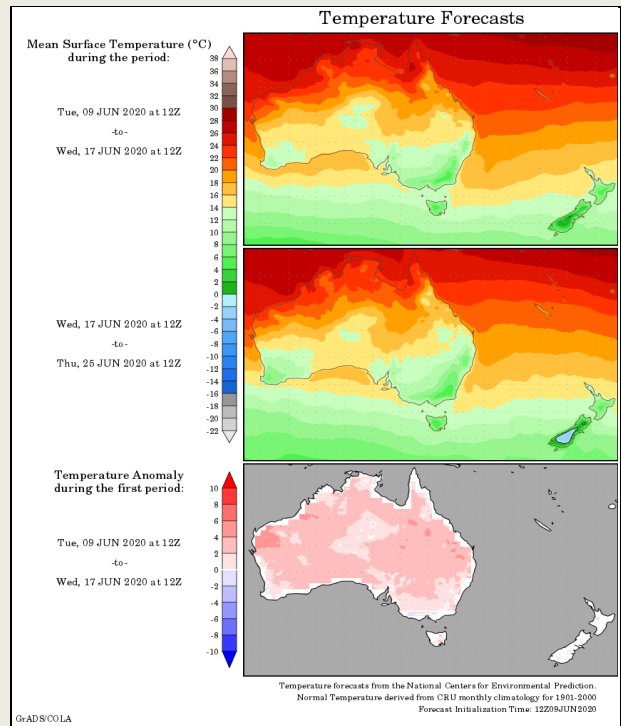 Temperature Forecasts
Mean Surface Temperature (°C)
during the period:
Tue, 09 JUN 2020 at 12Z
-to-
Wed, 17 JUN 2020 at 12Z
38
36
34
32
30
28
26
24
22
20
18
16
14
12
10
8
6
4
2
0
-2
-4
-6
-8
-10
-12
-14
-16
-18
-20
-22
Wed, 17 JUN 2020 at 12Z
-to-
Thu, 25 JUN 2020 at 12Z
Temperature Anomaly
during the first period:
Tue, 09 JUN 2020 at 12Z
-to-
Wed, 17 JUN 2020 at 12Z
10
8
6
4
2
0
-2
-4
-6
-8
-10
Temperature forecasts from the National Centers for Environmental Prediction.
Normal Temperature derived from CRU monthly climatology for 1901-2000
Forecast Initialization Time: 12Z09JUN2020
GrADS/COLA